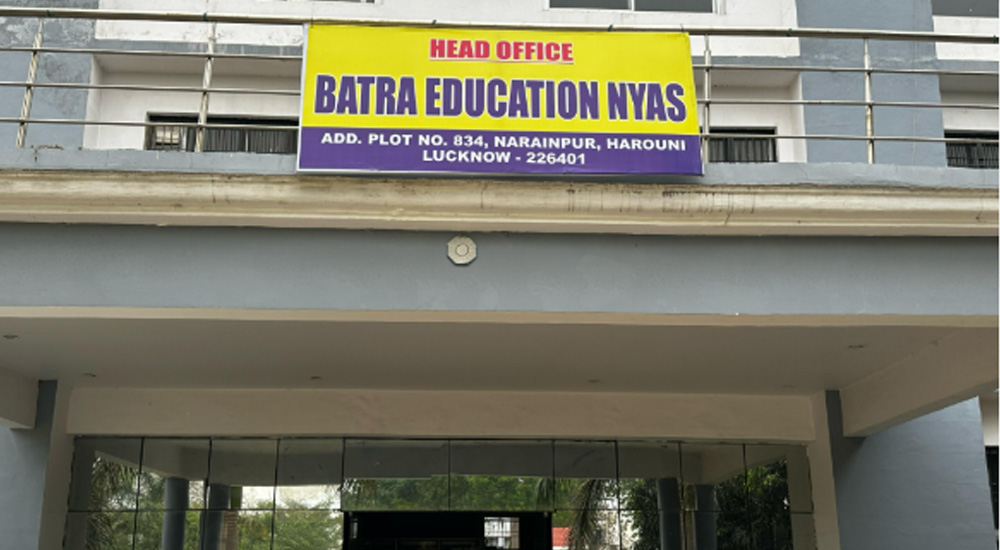 HEAD OFFICE
BATRA EDUCATION NYAS
ADD. PLOT NO. 834, NARAINPUR, HAROUNI
LUCKNOW - 226401